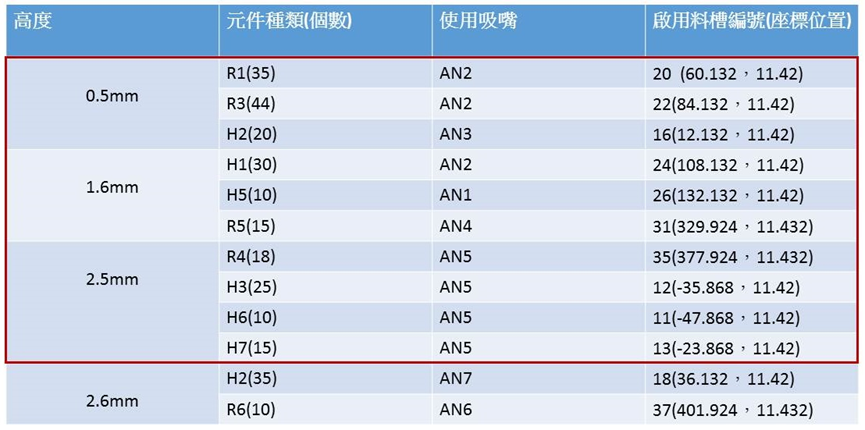 高度 元件種類(個數) 使用吸嘴 啟用料槽編號(座標位置)
0.5mm R1(35) AN2 20 (60.132，11.42)
R3(44) AN2 22(84.132，11.42)
H2(20) AN3 16(12.132，11.42)
1.6mm H1(30) AN2 24(108.132，11.42)
H5(10) AN1 26(132.132，11.42)
R5(15) AN4 31(329.924，11.432)
2.5mm R4(18) AN5 35(377.924，11.432)
H3(25) AN5 12(-35.868，11.42)
H6(10) AN5 11(-47.868，11.42)
H7(15) AN5 13(-23.868，11.42)
2.6mm H2(35) AN7 18(36.132，11.42)
R6(10) AN6 37(401.924，11.432)